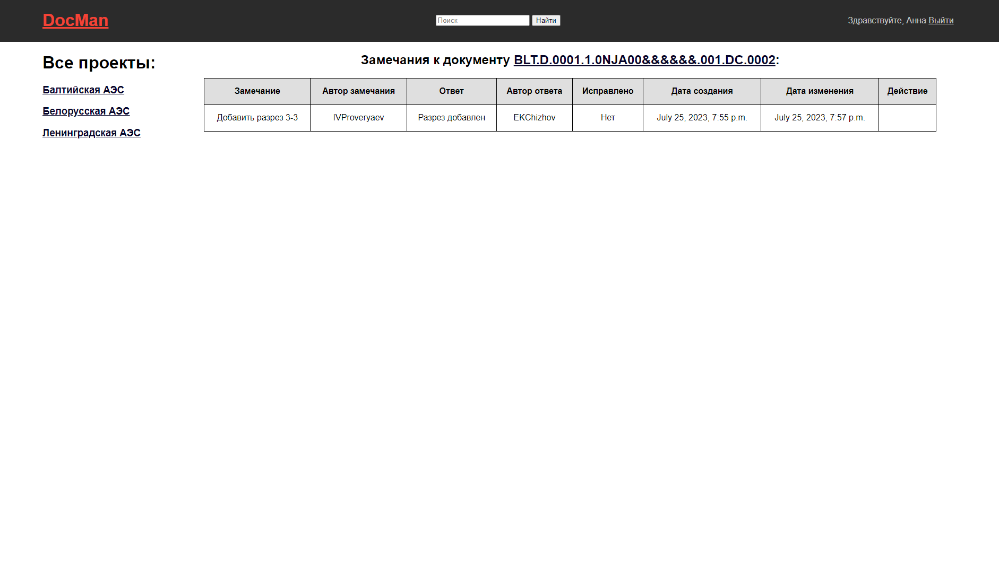 DocMan
Поиск Найти
Здравствуйте, Анна Выйти
Все проекты:
Балтийская АЭС
Белорусская АЭС
Ленинградская АЭС
Замечания к документу BLT.D.0001.1.0NJA00&&&&&&.001.DC.0002:
Замечание Автор замечания Ответ Автор ответа Исправлено Дата создания Дата изменения Действие
Добавить разрез 3-3 IVProveryaev Разрез добавлен EKChizhov Нет July 25, 2023, 7:55 p.m. July 25, 2023, 7:57 p.m.